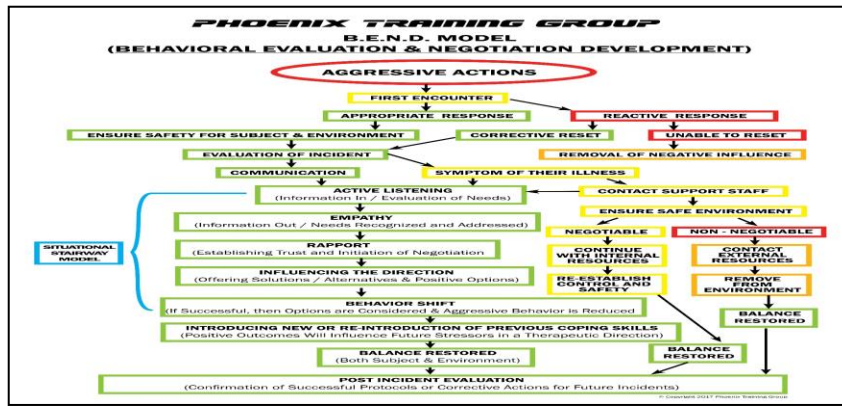 PHOENIX TRAINING GROUP
B.E.N.D. MODEL
(BEHAVIORAL EVALUATION & NEGOTIATION DEVELOPMENT)
AGGRESSIVE ACTIONS
FIRST ENCOUNTER
APPROPRIATE RESPONSE
REACTIVE RESPONSE
ENSURE SAFETY FOR SUBJECT & ENVIRONMENT
CORRECTIVE RESET
UNABLE TO RESET
EVALUATION OF INCIDENT
REMOVAL OF NEGATIVE INFLUENCE
COMMUNICATION
SYMPTOM OF THEIR ILLNESS
ACTIVE LISTENING
(Information In / Evaluation of Needs)
CONTACT SUPPORT STAFF
EMPATHY
(Information Out / Needs Recognized and Addressed)
ENSURE SAFE ENVIRONMENT
SITUATIONAL
STAIRWAY
MODEL
RAPPORT
(Establishing Trust and Initiation of Negotiation)
NEGOTIABLE
NON - NEGOTIABLE
CONTINUE
WITH INTERNAL
RESOURCES
CONTACT
EXTERNAL
RESOURCES
INFLUENCING THE DIRECTION
(Offering Solutions / Alternatives & Positive Options)
RE-ESTABLISH
CONTROL AND
SAFETY
REMOVE
FROM
ENVIRONMENT
BEHAVIOR SHIFT
(If Successful, then Options are Considered & Aggressive Behavior is Reduced
BALANCE
RESTORED
INTRODUCING NEW OR RE-INTRODUCTION OF PREVIOUS COPING SKILLS
(Positive Outcomes Will Influence Future Stressors in a Therapeutic Direction)
BALANCE RESTORED
(Both Subject & Environment)
BALANCE
RESTORED
POST INCIDENT EVALUATION
(Confirmation of Successful Protocols or Corrective Actions for Future Incidents)
© Copyright 2017 Phoenix Training Group